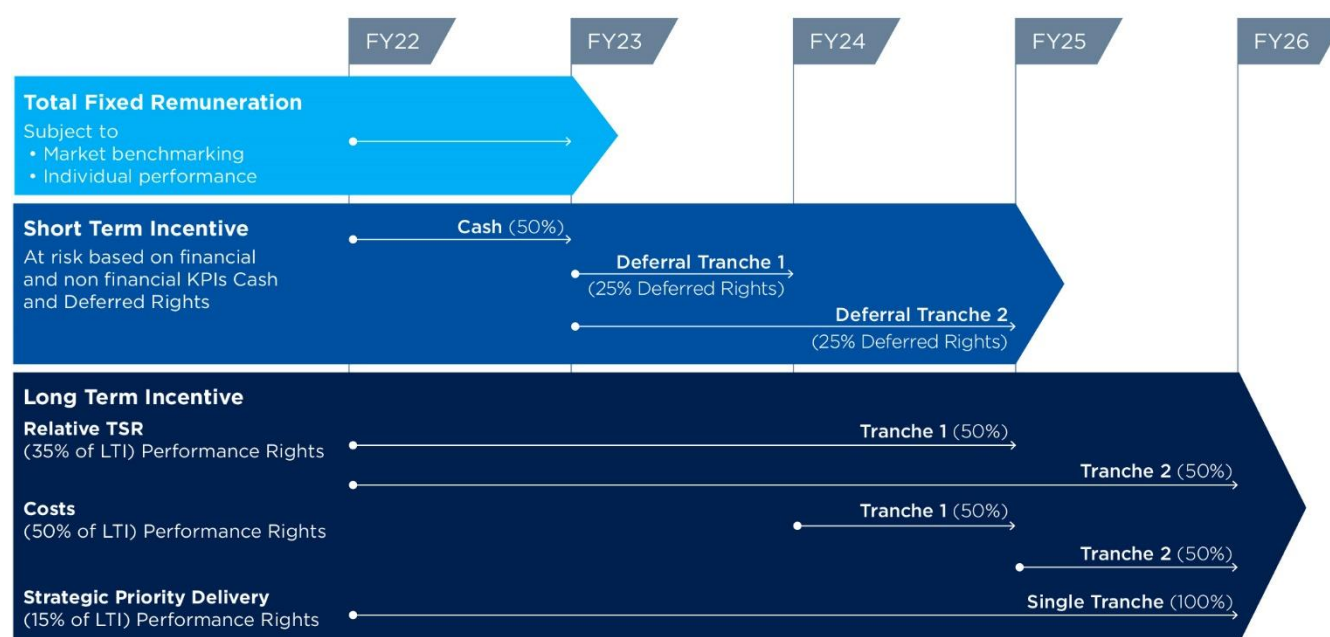 FY22
FY23
FY24
FY25
FY26
Total Fixed Remuneration
Subject to
• Market benchmarking
• Individual performance
Short Term Incentive
At risk based on financial
and non financial KPIs Cash
and Deferred Rights
Cash (50%)
Deferral Tranche 1
(25% Deferred Rights)
Deferral Tranche 2
(25% Deferred Rights)
Long Term Incentive
Relative TSR
(35% of LTI) Performance Rights
Tranche 1 (50%)
Tranche 2 (50%)
Costs
(50% of LTI) Performance Rights
Tranche 1 (50%)
Tranche 2 (50%)
Strategic Priority Delivery
(15% of LTI) Performance Rights
Single Tranche (100%)